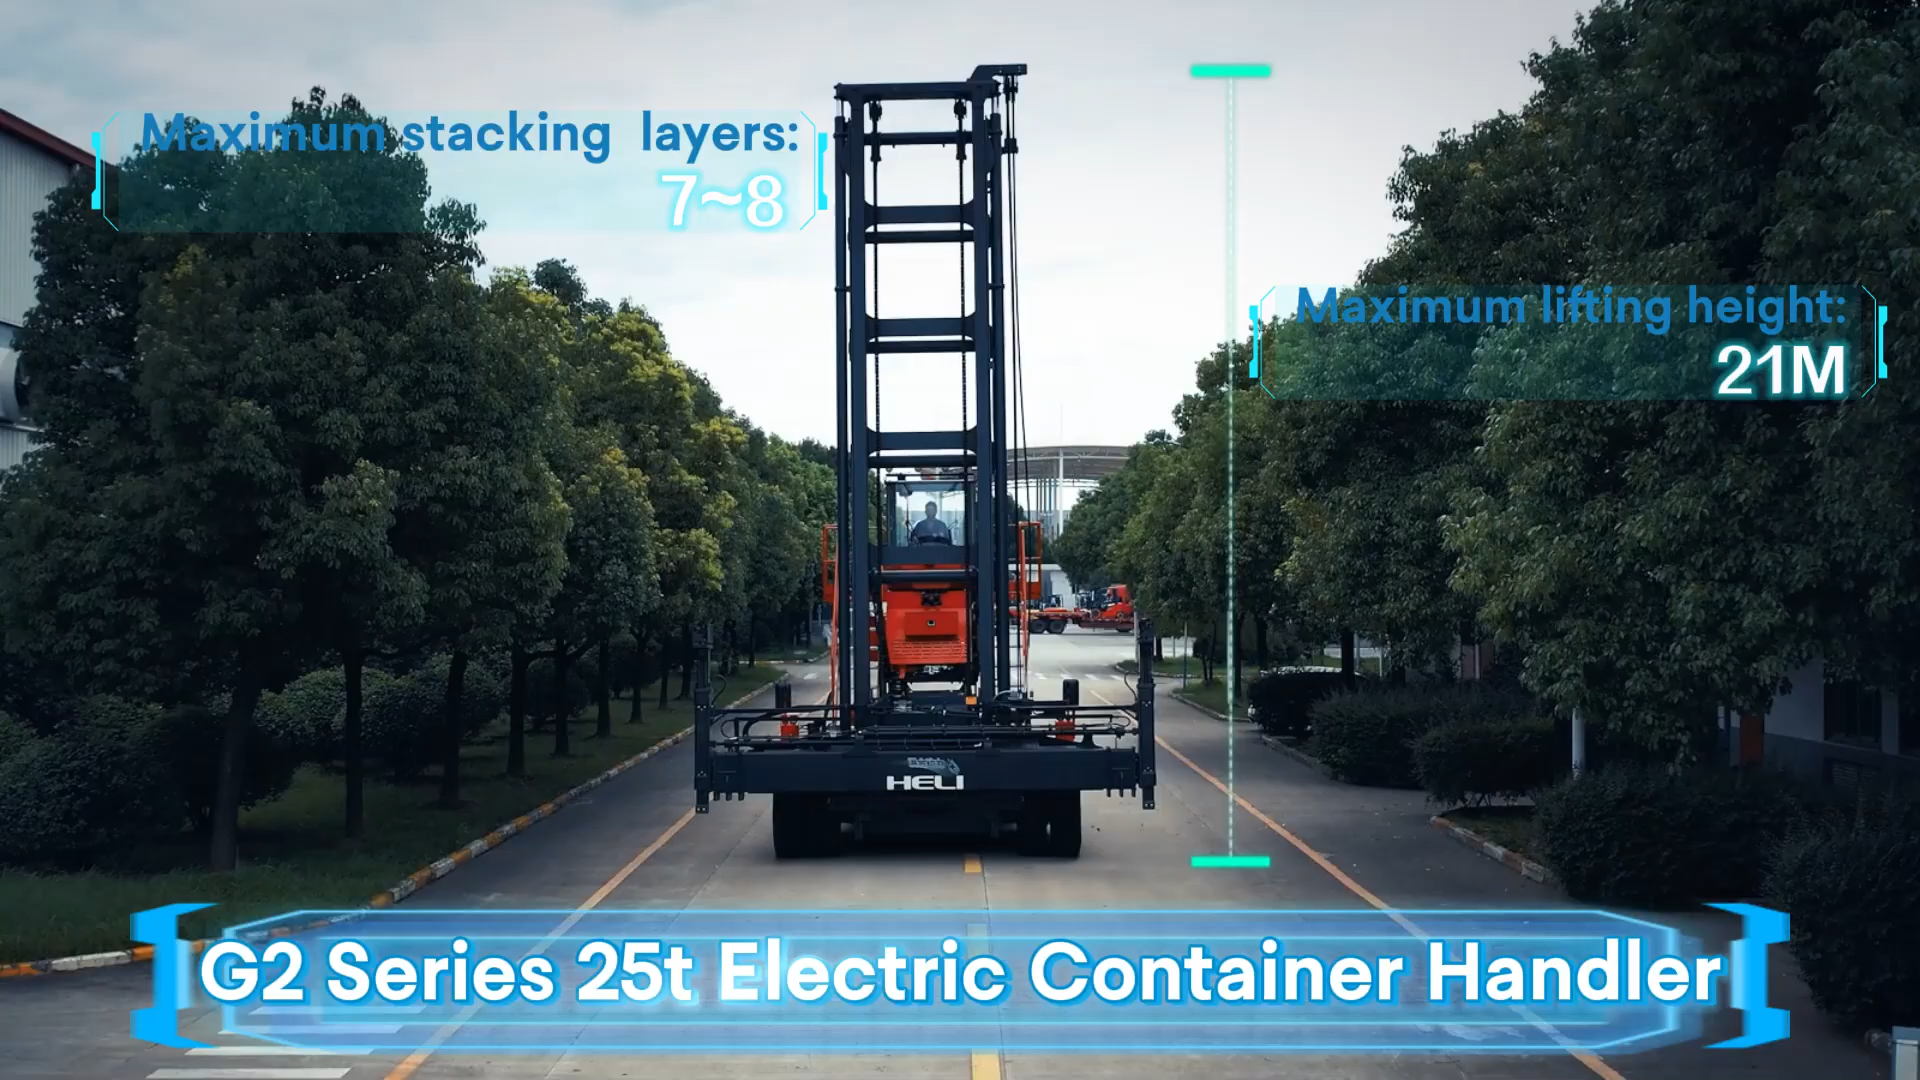 Maximum stacking layers:
7~8
Maximum lifting height:
21M
HELI
G2 Series 25t Electric Container Handler